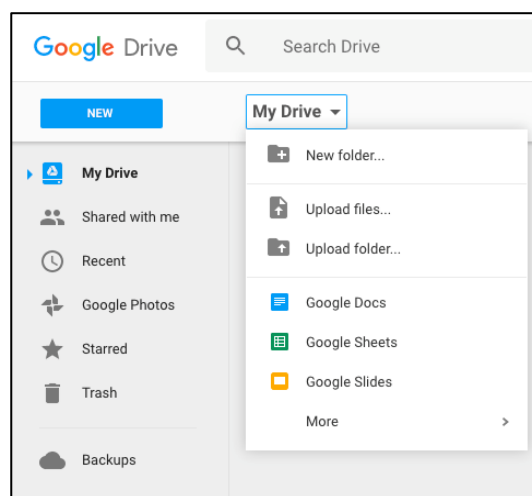 Google Drive
Search Drive
NEW
My Drive
New folder...
Upload files...
Upload folder...
Google Docs
Google Sheets
Google Slides
More
My Drive
Shared with me
Recent
Google Photos
Starred
Trash
Backups